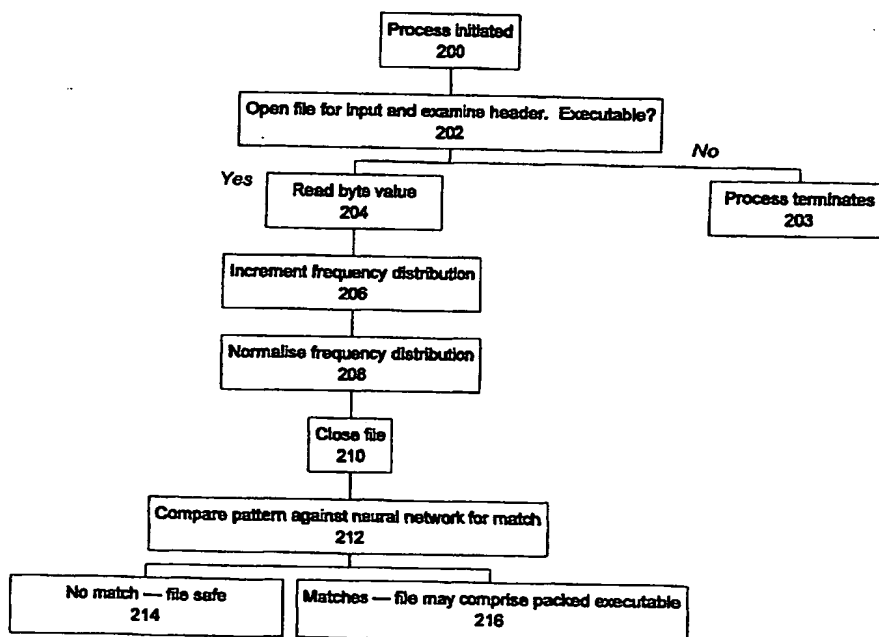 Process initiated
200
Open file for input and examine header. Executable?
202
No
Yes
Read byte value
204
Process terminates
203
Increment frequency distribution
206
Normalise frequency distribution
208
Close file
210
Compare pattern against neural network for match
212
No match — file safe
214
Matches — file may comprise packed executable
216